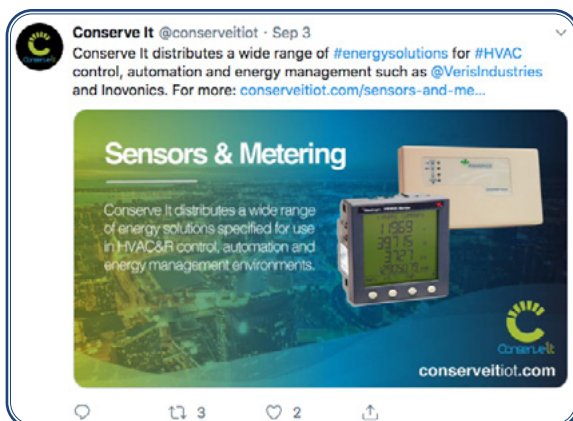 Conserve It @conserveitiot · Sep 3
Conserve It distributes a wide range of #energysolutions for #HVAC
control, automation and energy management such as @VerisIndustries
and Inovonics. For more: conserveitiot.com/sensors-and-me...
Sensors & Metering
Conserve It distributes a wide range
of energy solutions specified for use
in HVAC&R control, automation and
energy management environments.
Conserve It
conserveitiot.com
3
2